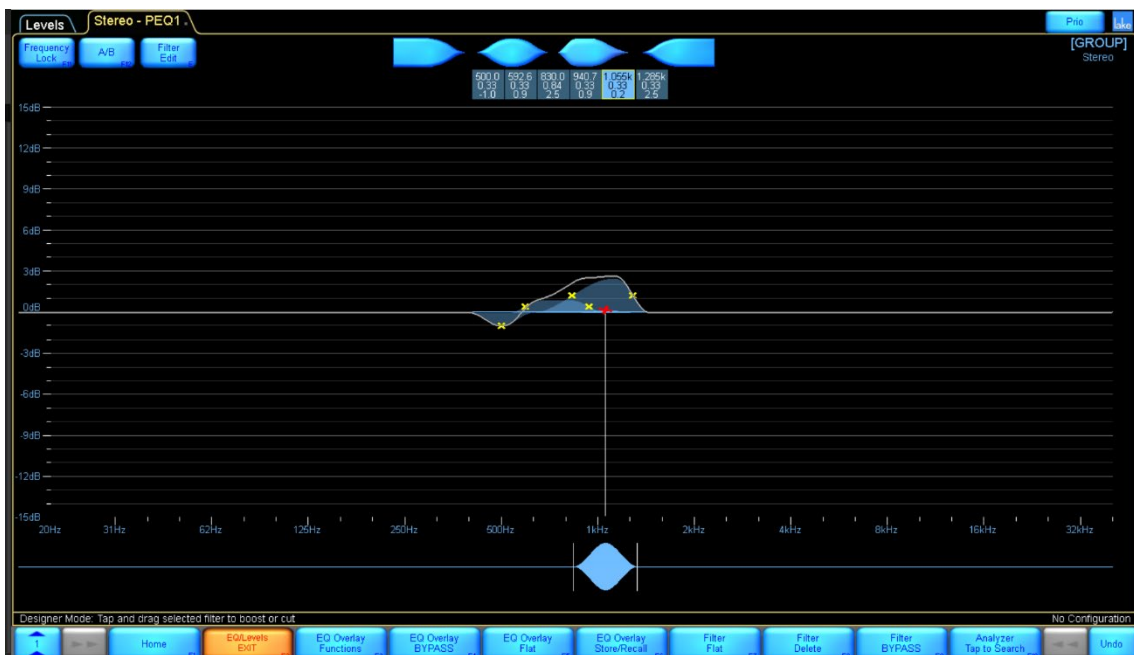 Levels
Stereo - PEQ1
Prio
lake
Frequency Lock
A/B
Filter Edit
[GROUP]
Stereo
500.0 592.6 830.0 940.7 1.055k 1.285k
0.33 0.33 0.84 0.33 0.33 0.33
-1.0 0.9 2.5 0.9 0.2 2.5
15dB
12dB
9dB
6dB
3dB
0dB
-3dB
-6dB
-9dB
-12dB
-15dB
20Hz 31Hz 62Hz 125Hz 250Hz 500Hz 1kHz 2kHz 4kHz 8kHz 16kHz 32kHz
Designer Mode: Tap and drag selected filter to boost or cut
No Configuration
1
Home
EQ/Levels EXIT
EQ Overlay Functions
EQ Overlay BYPASS
EQ Overlay Flat
EQ Overlay Store/Recall
Filter Flat
Filter Delete
Filter BYPASS
Analyzer Tap to Search
Undo